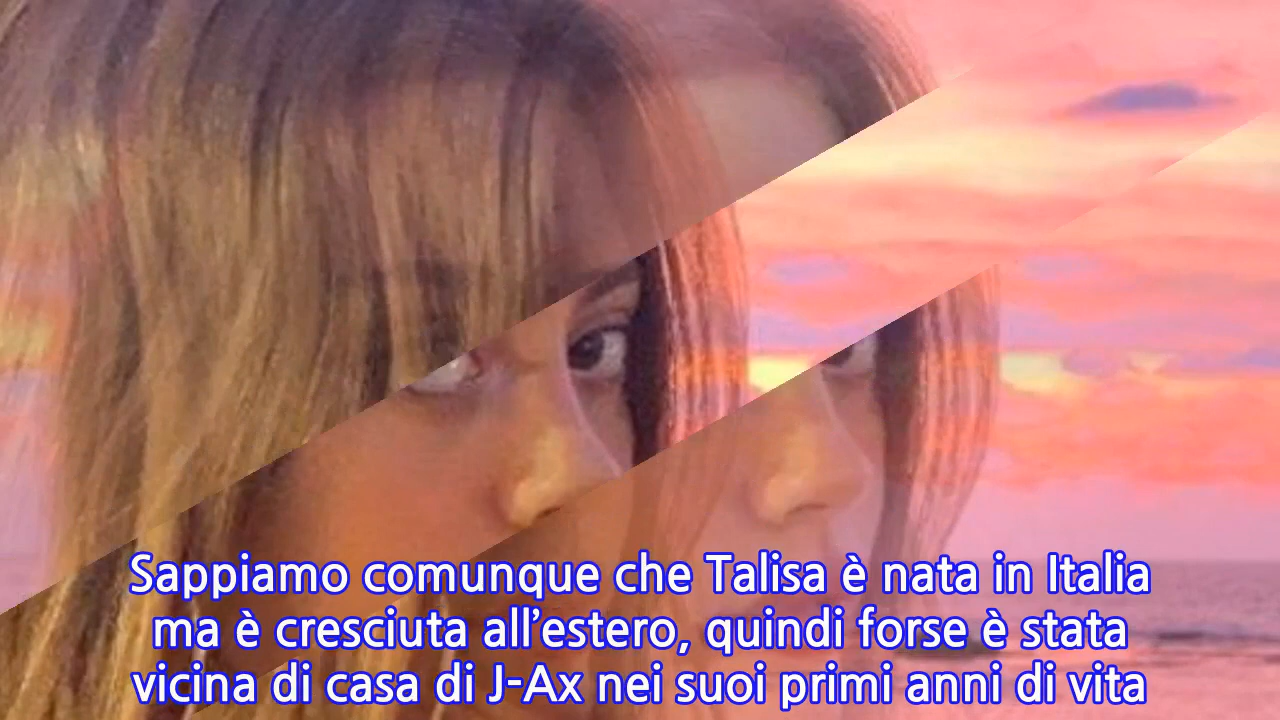 Sappiamo comunque che Talisa è nata in Italia
ma è cresciuta all’estero, quindi forse è stata
vicina di casa di J-Ax nei suoi primi anni di vita